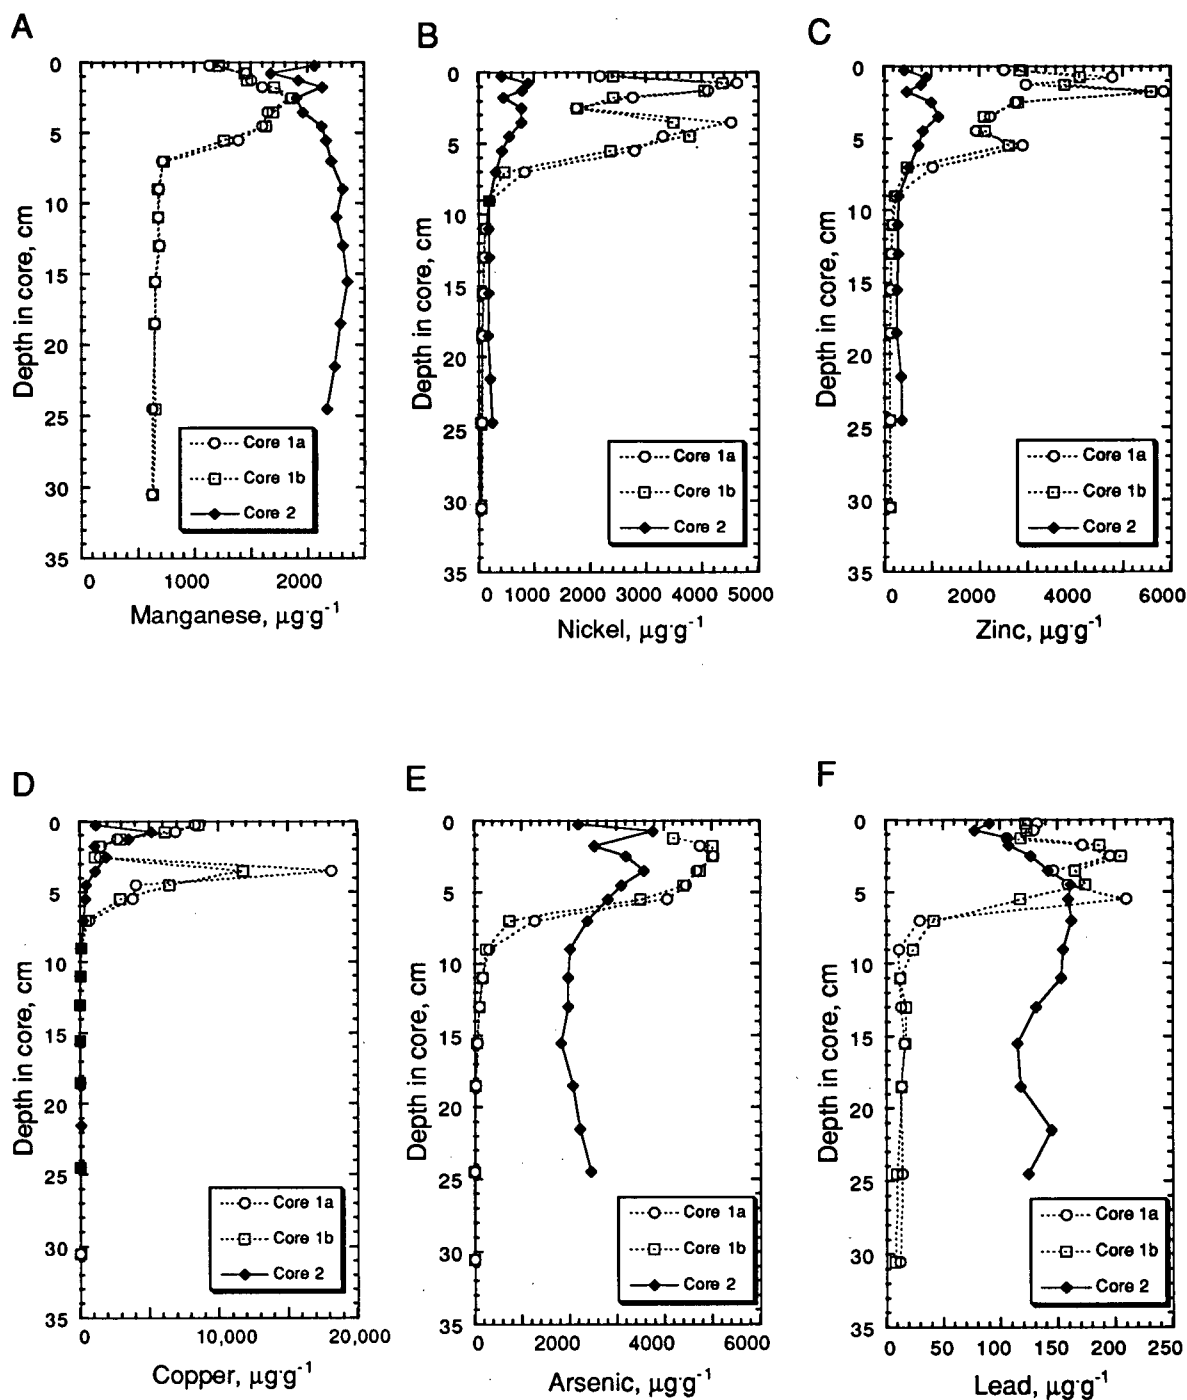 A
0
5
10
15
20
25
30
35
Depth in core, cm
Core 1a
Core 1b
Core 2
0 1000 2000
Manganese, µg·g⁻¹
B
0
5
10
15
20
25
30
35
Depth in core, cm
Core 1a
Core 1b
Core 2
0 1000 2000 3000 4000 5000
Nickel, µg·g⁻¹
C
0
5
10
15
20
25
30
35
Depth in core, cm
Core 1a
Core 1b
Core 2
0 2000 4000 6000
Zinc, µg·g⁻¹
D
0
5
10
15
20
25
30
35
Depth in core, cm
Core 1a
Core 1b
Core 2
0 10,000 20,000
Copper, µg·g⁻¹
E
0
5
10
15
20
25
30
35
Depth in core, cm
Core 1a
Core 1b
Core 2
0 2000 4000 6000
Arsenic, µg·g⁻¹
F
0
5
10
15
20
25
30
35
Depth in core, cm
Core 1a
Core 1b
Core 2
0 50 100 150 200 250
Lead, µg·g⁻¹